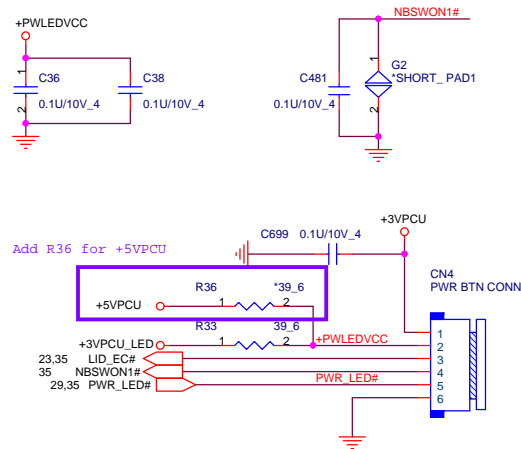 +PWLEDVCC
NBSWON1#
1
C36
C38
2
0.1U/10V_4
0.1U/10V_4
C481
0.1U/10V_4
1
G2
*SHORT_ PAD1
2
+3VPCU
C699 0.1U/10V_4
Add R36 for +5VPCU
CN4
PWR BTN CONN
+5VPCU
R36
1
*39_6
2
+3VPCU_LED
R33
1
39_6
2
+PWLEDVCC
23,35 LID_EC#
35 NBSWON1#
29,35 PWR_LED#
PWR_LED#
1
2
3
4
5
6